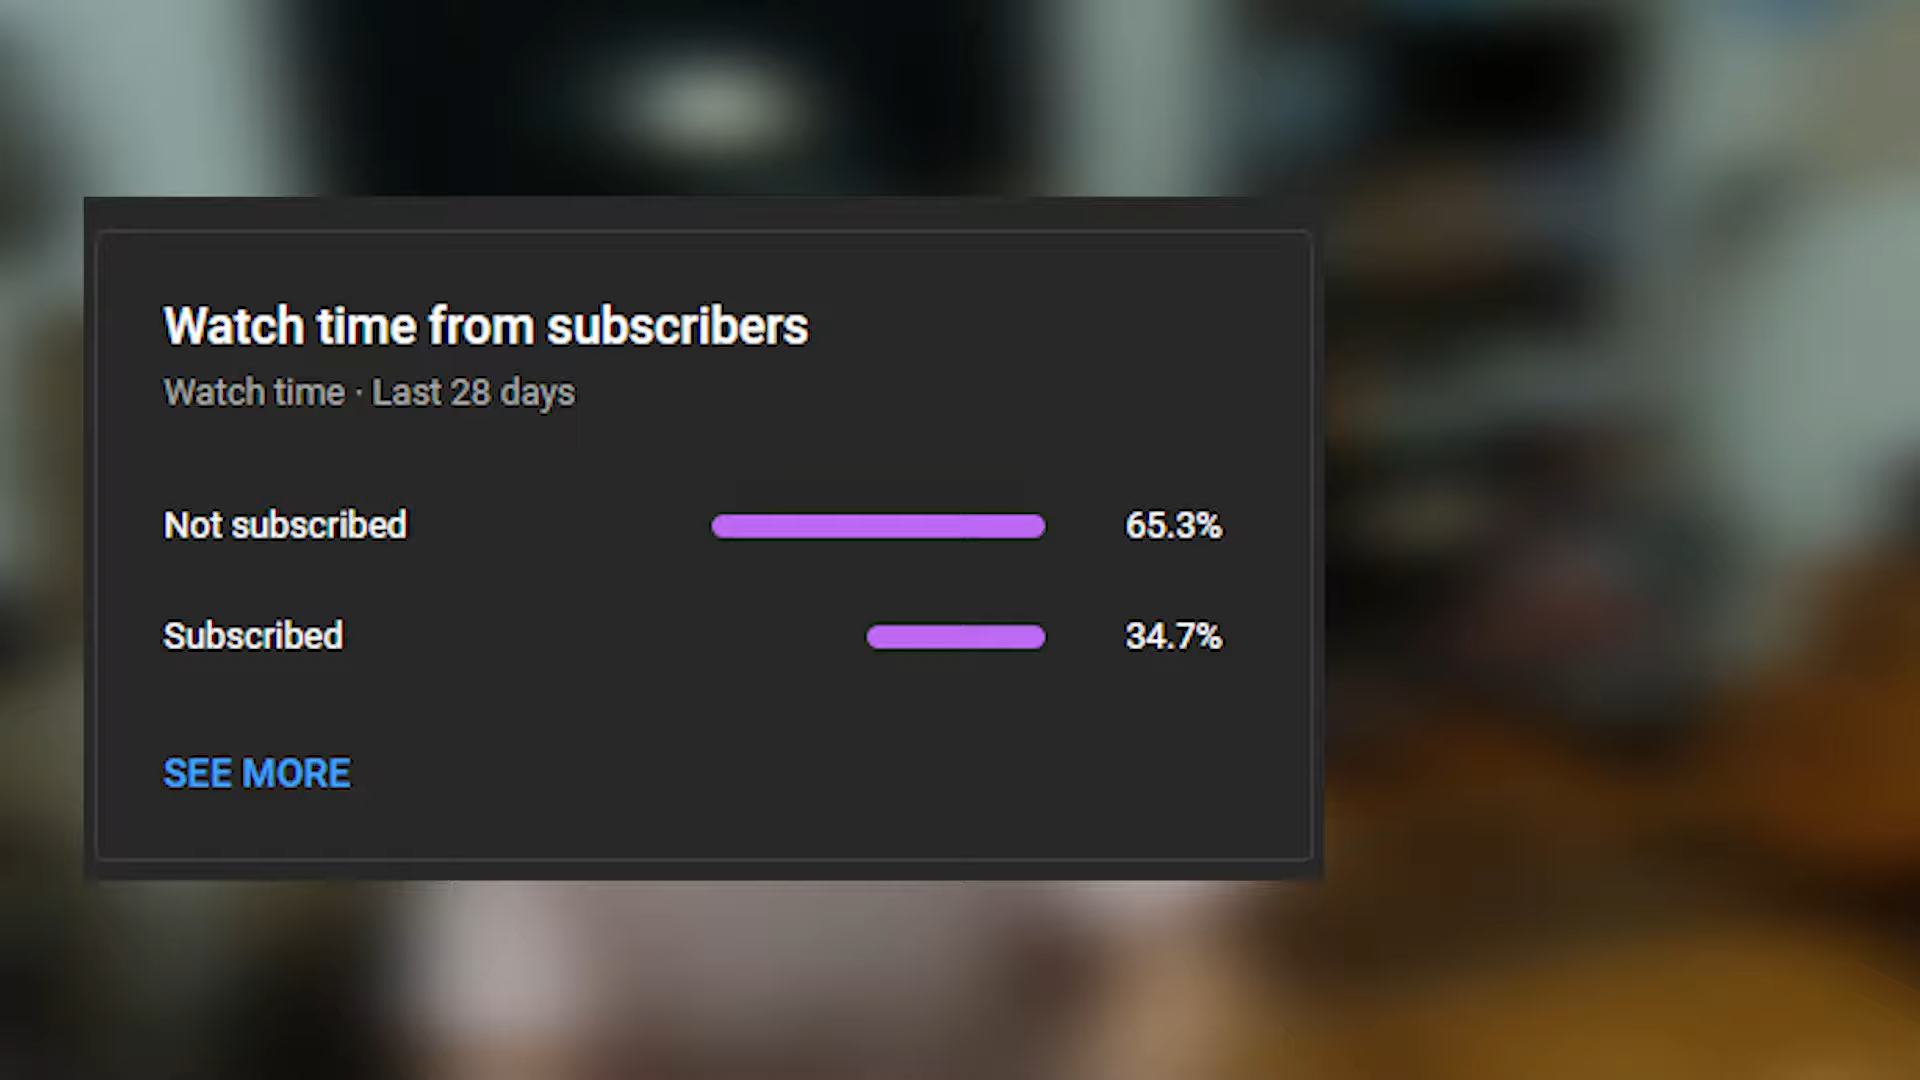 Watch time from subscribers
Watch time · Last 28 days
Not subscribed 65.3%
Subscribed 34.7%
SEE MORE